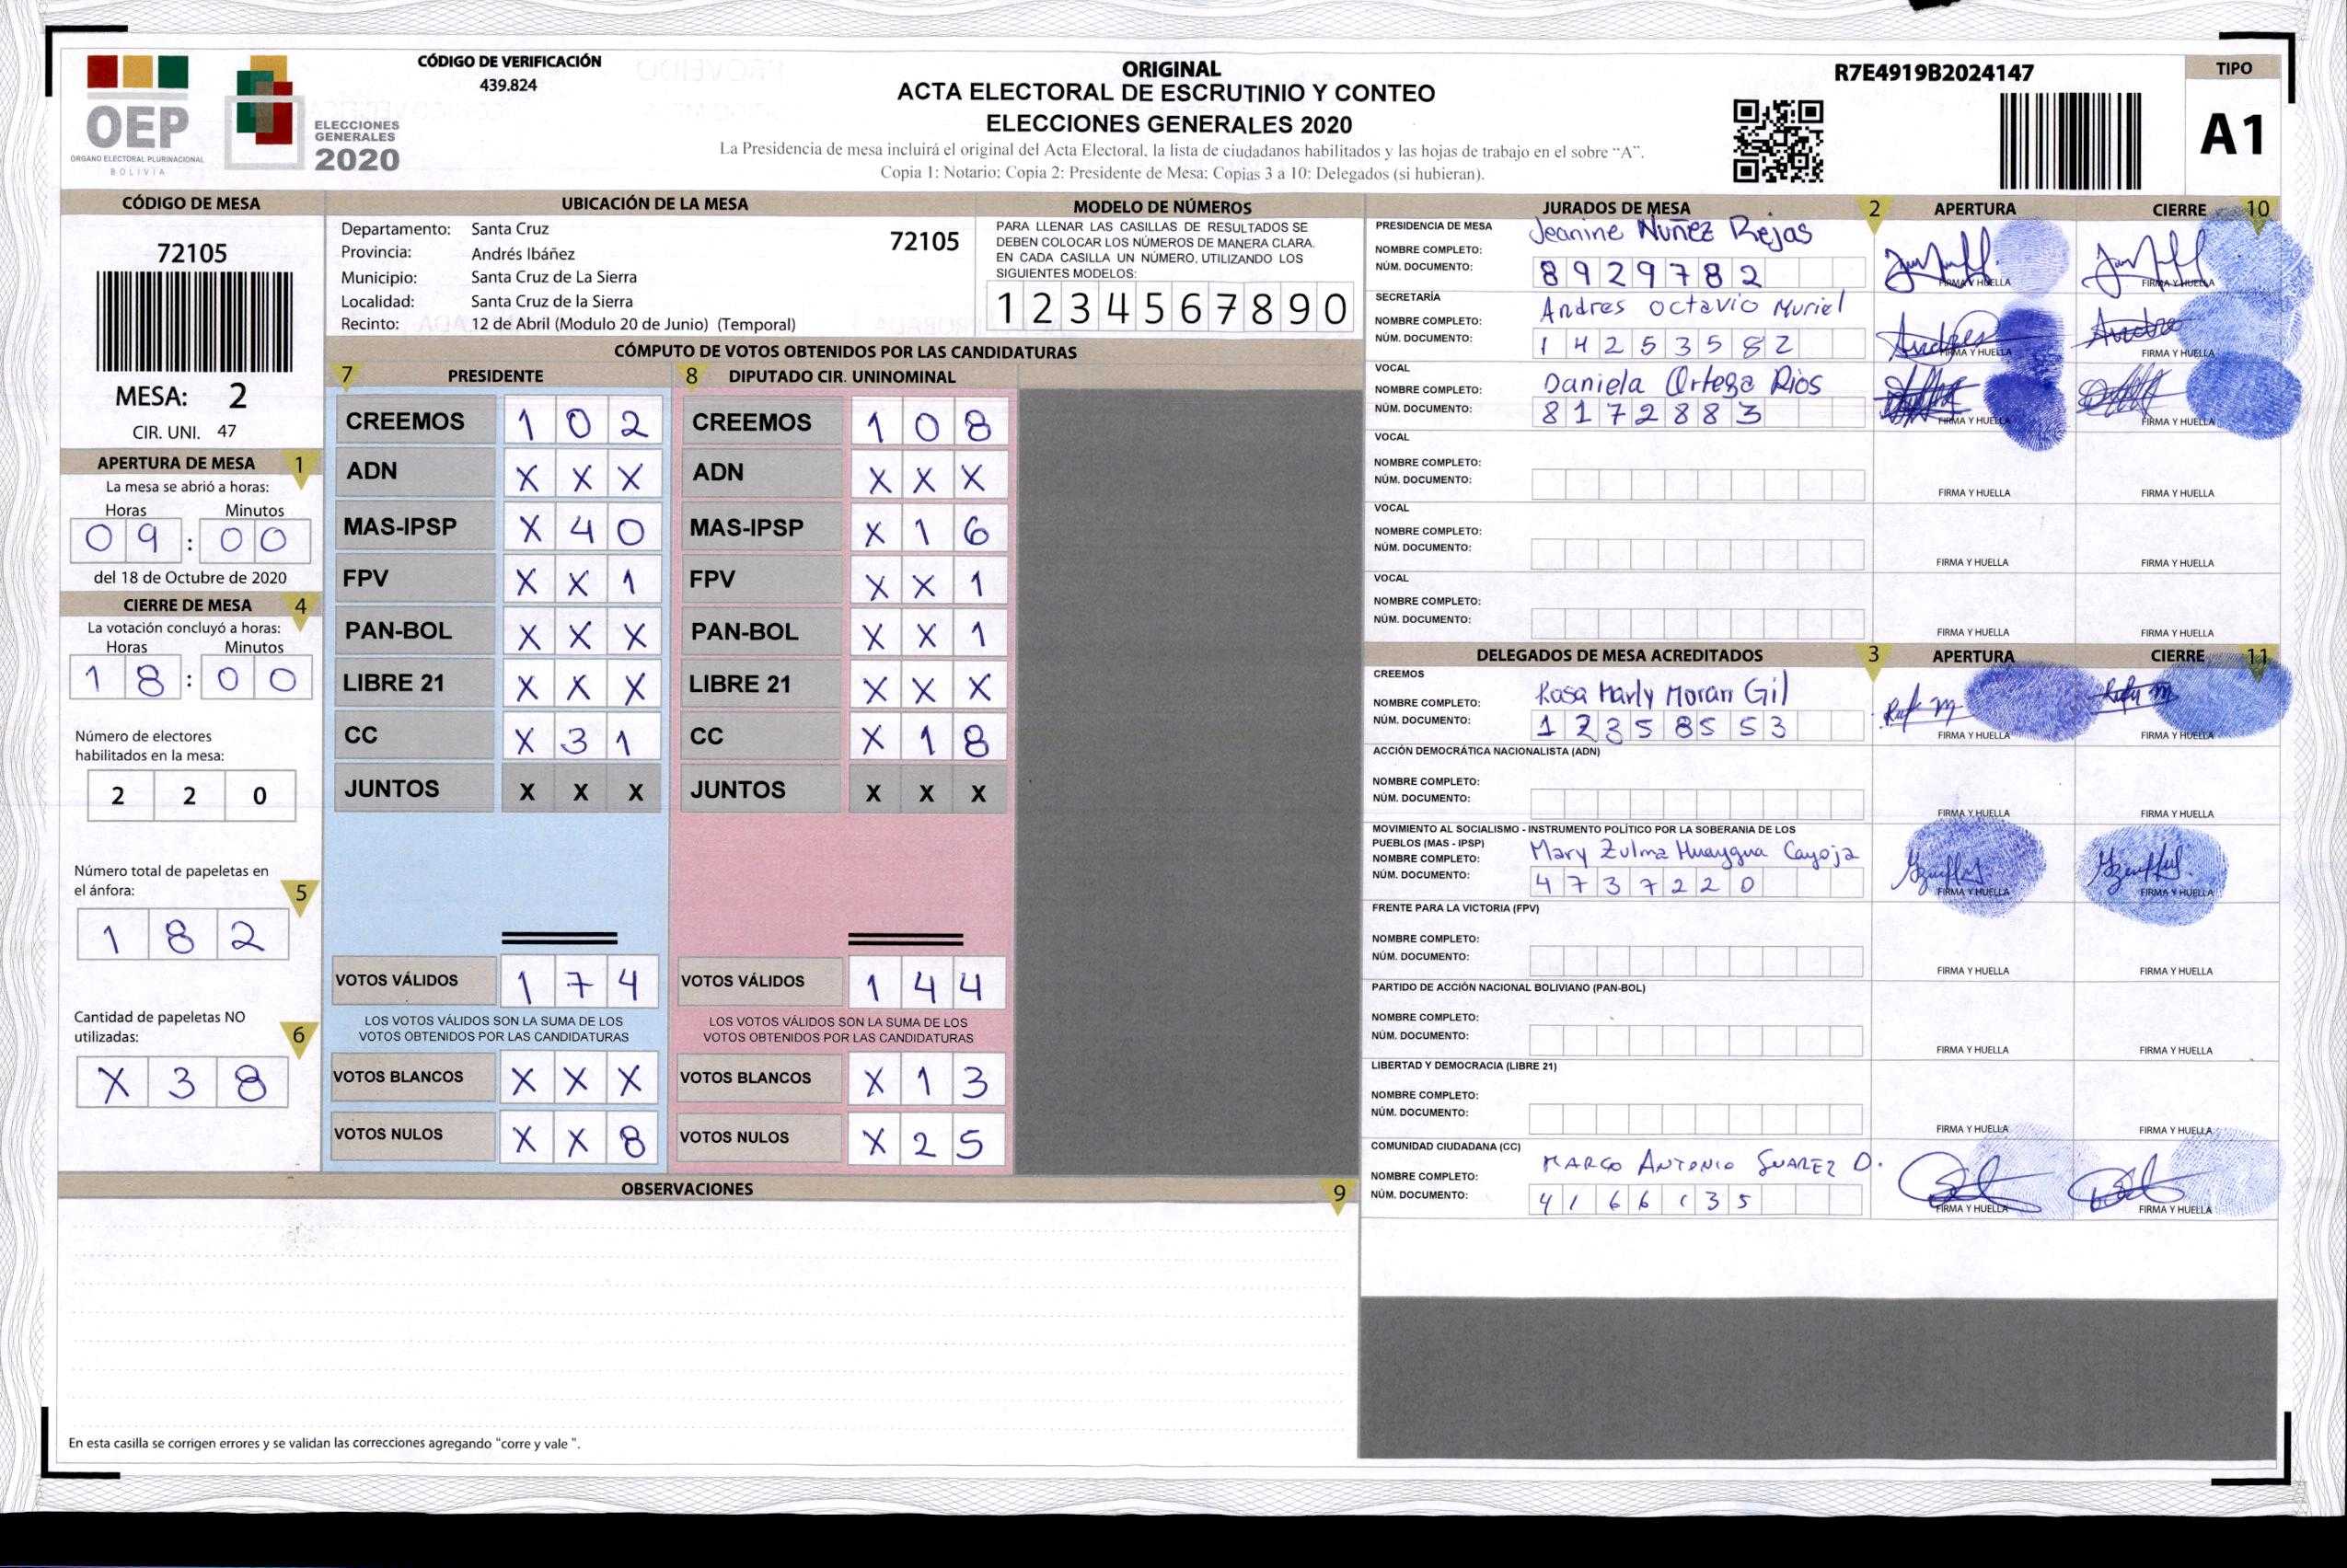 CÓDIGO DE VERIFICACIÓN
439.824
ORIGINAL
ACTA ELECTORAL DE ESCRUTINIO Y CONTEO
ELECCIONES GENERALES 2020
La Presidencia de mesa incluirá el original del Acta Electoral, la lista de ciudadanos habilitados y las hojas de trabajo en el sobre "A".
Copia 1: Notario; Copia 2: Presidente de Mesa: Copias 3 a 10: Delegados (si hubieran).
R7E4919B2024147
TIPO
A1
OEP
ÓRGANO ELECTORAL PLURINACIONAL
BOLIVIA
ELECCIONES
GENERALES
2020
CÓDIGO DE MESA
72105
MESA: 2
CIR. UNI. 47
APERTURA DE MESA 1
La mesa se abrió a horas:
Horas Minutos
09 : 00
del 18 de Octubre de 2020
CIERRE DE MESA 4
La votación concluyó a horas:
Horas Minutos
18 : 00
Número de electores
habilitados en la mesa:
2 2 0
Número total de papeletas en
el ánfora: 5
1 8 2
Cantidad de papeletas NO
utilizadas: 6
X 3 8
UBICACIÓN DE LA MESA
Departamento: Santa Cruz 72105
Provincia: Andrés Ibáñez
Municipio: Santa Cruz de La Sierra
Localidad: Santa Cruz de la Sierra
Recinto: 12 de Abril (Modulo 20 de Junio) (Temporal)
MODELO DE NÚMEROS
PARA LLENAR LAS CASILLAS DE RESULTADOS SE
DEBEN COLOCAR LOS NÚMEROS DE MANERA CLARA.
EN CADA CASILLA UN NÚMERO, UTILIZANDO LOS
SIGUIENTES MODELOS:
1 2 3 4 5 6 7 8 9 0
CÓMPUTO DE VOTOS OBTENIDOS POR LAS CANDIDATURAS
7 PRESIDENTE 8 DIPUTADO CIR. UNINOMINAL
CREEMOS 1 0 2 CREEMOS 1 0 8
ADN X X X ADN X X X
MAS-IPSP X 4 0 MAS-IPSP X 1 6
FPV X X 1 FPV X X 1
PAN-BOL X X X PAN-BOL X X 1
LIBRE 21 X X X LIBRE 21 X X X
CC X 3 1 CC X 1 8
JUNTOS X X X JUNTOS X X X
VOTOS VÁLIDOS 1 7 4 VOTOS VÁLIDOS 1 4 4
LOS VOTOS VÁLIDOS SON LA SUMA DE LOS LOS VOTOS VÁLIDOS SON LA SUMA DE LOS
VOTOS OBTENIDOS POR LAS CANDIDATURAS VOTOS OBTENIDOS POR LAS CANDIDATURAS
VOTOS BLANCOS X X X VOTOS BLANCOS X 1 3
VOTOS NULOS X X 8 VOTOS NULOS X 2 5
OBSERVACIONES 9
En esta casilla se corrigen errores y se validan las correcciones agregando "corre y vale ".
JURADOS DE MESA 2 APERTURA CIERRE 10
PRESIDENCIA DE MESA
NOMBRE COMPLETO: Jeanine Nuñez Rejas
NÚM. DOCUMENTO: 8929782
FIRMA Y HUELLA FIRMA Y HUELLA
SECRETARÍA
NOMBRE COMPLETO: Andres octavio Muriel
NÚM. DOCUMENTO: 14253582
FIRMA Y HUELLA FIRMA Y HUELLA
VOCAL
NOMBRE COMPLETO: Daniela Ortega Rios
NÚM. DOCUMENTO: 8172883
FIRMA Y HUELLA FIRMA Y HUELLA
VOCAL
NOMBRE COMPLETO:
NÚM. DOCUMENTO:
FIRMA Y HUELLA FIRMA Y HUELLA
VOCAL
NOMBRE COMPLETO:
NÚM. DOCUMENTO:
FIRMA Y HUELLA FIRMA Y HUELLA
VOCAL
NOMBRE COMPLETO:
NÚM. DOCUMENTO:
FIRMA Y HUELLA FIRMA Y HUELLA
DELEGADOS DE MESA ACREDITADOS 3 APERTURA CIERRE 11
CREEMOS
NOMBRE COMPLETO: Rosa Marly Moran Gil
NÚM. DOCUMENTO: 12358553
FIRMA Y HUELLA FIRMA Y HUELLA
ACCIÓN DEMOCRÁTICA NACIONALISTA (ADN)
NOMBRE COMPLETO:
NÚM. DOCUMENTO:
FIRMA Y HUELLA FIRMA Y HUELLA
MOVIMIENTO AL SOCIALISMO - INSTRUMENTO POLÍTICO POR LA SOBERANIA DE LOS
PUEBLOS (MAS - IPSP)
NOMBRE COMPLETO: Mary Zulma Huaygua Cayoja
NÚM. DOCUMENTO: 4737220
FIRMA Y HUELLA FIRMA Y HUELLA
FRENTE PARA LA VICTORIA (FPV)
NOMBRE COMPLETO:
NÚM. DOCUMENTO:
FIRMA Y HUELLA FIRMA Y HUELLA
PARTIDO DE ACCIÓN NACIONAL BOLIVIANO (PAN-BOL)
NOMBRE COMPLETO:
NÚM. DOCUMENTO:
FIRMA Y HUELLA FIRMA Y HUELLA
LIBERTAD Y DEMOCRACIA (LIBRE 21)
NOMBRE COMPLETO:
NÚM. DOCUMENTO:
FIRMA Y HUELLA FIRMA Y HUELLA
COMUNIDAD CIUDADANA (CC)
NOMBRE COMPLETO: MARCO ANTONIO SUAREZ D.
NÚM. DOCUMENTO: 4166135
FIRMA Y HUELLA FIRMA Y HUELLA